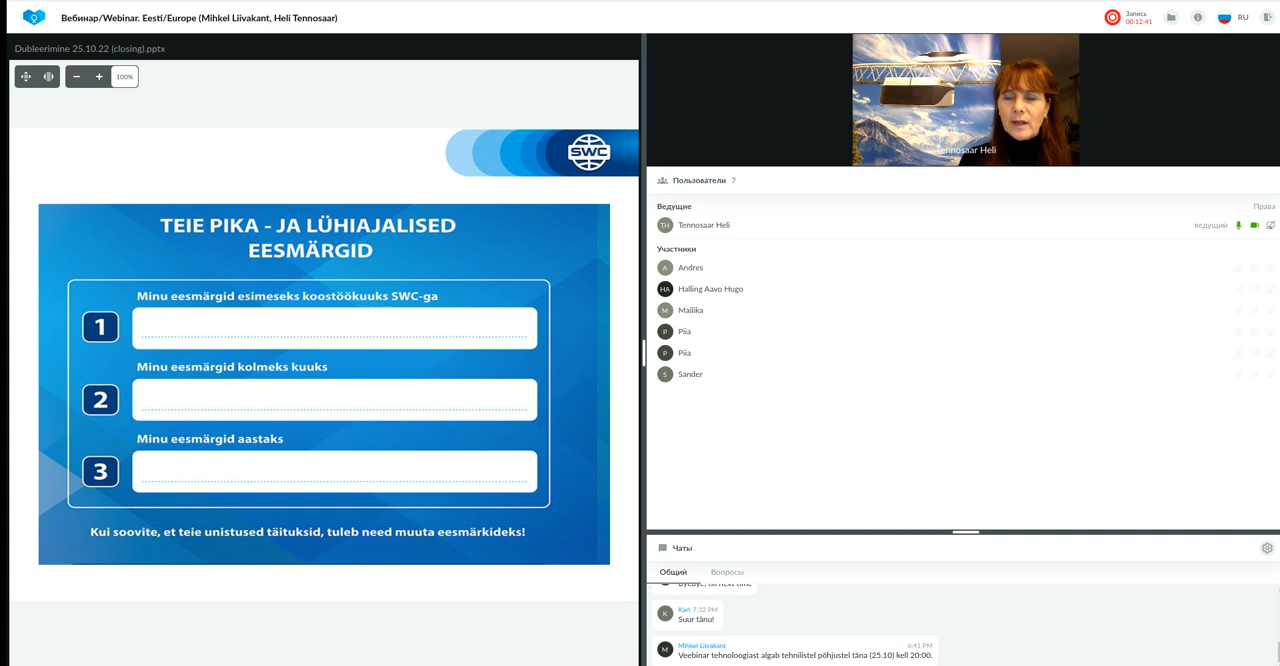 Вебинар/Webinar. Eesti/Europe (Mihkel Liivakant, Heli Tennosaar)
Запись
00:12:41
RU
Dubleerimine 25.10.22 (closing).pptx
100%
SWC
TEIE PIKA - JA LÜHIAJALISED
EESMÄRGID
Minu eesmärgid esimeseks koostöökuuks SWC-ga
1
Minu eesmärgid kolmeks kuuks
2
Minu eesmärgid aastaks
3
Kui soovite, et teie unistused täituksid, tuleb need muuta eesmärkideks!
Tennosaar Heli
Пользователи 7
Ведущие Права
TH Tennosaar Heli ведущий
Участники
A Andres
HA Halling Aavo Hugo
M Mailika
P Piia
P Piia
S Sander
Чаты
Общий Вопросы
K Karl 7:32 PM
Suur tänu!
M Mihkel Liivakant 6:41 PM
Veebinar tehnoloogiast algab tehnilistel põhjustel täna (25.10) kell 20:00.